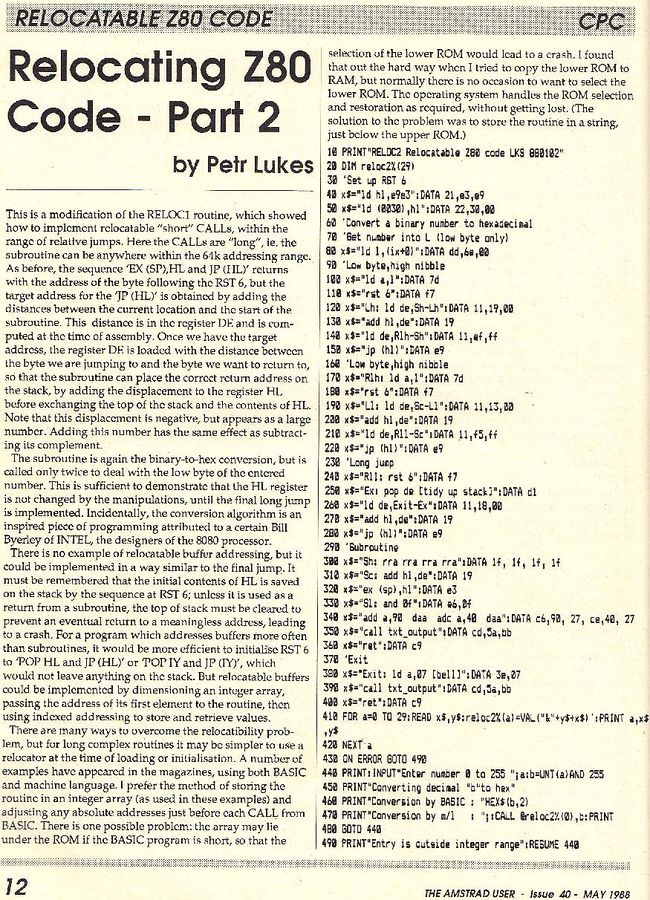 RELOCATABLE Z80 CODE
CPC
Relocating Z80
Code - Part 2
by Petr Lukes
This is a modification of the RELOC1 routine, which showed
how to implement relocatable "short" CALLs, within the
range of relative jumps. Here the CALLs are "long", ie. the
subroutine can be anywhere within the 64k addressing range.
As before, the sequence 'EX (SP),HL and JP (HL)' returns
with the address of the byte following the RST 6, but the
target address for the 'JP (HL)' is obtained by adding the
distances between the current location and the start of the
subroutine. This distance is in the register DE and is com-
puted at the time of assembly. Once we have the target
address, the register DE is loaded with the distance between
the byte we are jumping to and the byte we want to return to,
so that the subroutine can place the correct return address on
the stack, by adding the displacement to the register HL
before exchanging the top of the stack and the contents of HL.
Note that this displacement is negative, but appears as a large
number. Adding this number has the same effect as subtract-
ing its complement.
The subroutine is again the binary-to-hex conversion, but is
called only twice to deal with the low byte of the entered
number. This is sufficient to demonstrate that the HL register
is not changed by the manipulations, until the final long jump
is implemented. Incidentally, the conversion algorithm is an
inspired piece of programming attributed to a certain Bill
Byerley of INTEL, the designers of the 8080 processor.
There is no example of relocatable buffer addressing, but it
could be implemented in a way similar to the final jump. It
must be remembered that the initial contents of HL is saved
on the stack by the sequence at RST 6; unless it is used as a
return from a subroutine, the top of stack must be cleared to
prevent an eventual return to a meaningless address, leading
to a crash. For a program which addresses buffers more often
than subroutines, it would be more efficient to initialise RST 6
to 'POP HL and JP (HL)' or 'POP IY and JP (IY)', which
would not leave anything on the stack. But relocatable buffers
could be implemented by dimensioning an integer array,
passing the address of its first element to the routine, then
using indexed addressing to store and retrieve values.
There are many ways to overcome the relocatibility prob-
lem, but for long complex routines it may be simpler to use a
relocator at the time of loading or initialisation. A number of
examples have appeared in the magazines, using both BASIC
and machine language. I prefer the method of storing the
routine in an integer array (as used in these examples) and
adjusting any absolute addresses just before each CALL from
BASIC. There is one possible problem: the array may lie
under the ROM if the BASIC program is short, so that the
selection of the lower ROM would lead to a crash. I found
that out the hard way when I tried to copy the lower ROM to
RAM, but normally there is no occasion to want to select the
lower ROM. The operating system handles the ROM selection
and restoration as required, without getting lost. (The
solution to the problem was to store the routine in a string,
just below the upper ROM.)
10 PRINT"RELOC2 Relocatable Z80 code LKS 880102"
20 DIM reloc2%(29)
30 'Set up RST 6
40 x$="ld hl,e9e3":DATA 21,e3,e9
50 x$="ld (0030),hl":DATA 22,30,00
60 'Convert a binary number to hexadecimal
70 'Get number into L (low byte only)
80 x$="ld l,(ix+0)":DATA dd,6e,00
90 'Low byte,high nibble
100 x$="ld a,l":DATA 7d
110 x$="rst 6":DATA f7
120 x$="Lh: ld de,Sh-Lh":DATA 11,19,00
130 x$="add hl,de":DATA 19
140 x$="ld de,Rlh-Sh":DATA 11,ef,ff
150 x$="jp (hl)":DATA e9
160 'Low byte,high nibble
170 x$="Rlh: ld a,l":DATA 7d
180 x$="rst 6":DATA f7
190 x$="Ll: ld de,Sc-Ll":DATA 11,13,00
200 x$="add hl,de":DATA 19
210 x$="ld de,Rll-Sc":DATA 11,f5,ff
220 x$="jp (hl)":DATA e9
230 'Long jump
240 x$="Rll: rst 6":DATA f7
250 x$="Ex: pop de [tidy up stack]":DATA d1
260 x$="ld de,Exit-Ex":DATA 11,18,00
270 x$="add hl,de":DATA 19
280 x$="jp (hl)":DATA e9
290 'Subroutine
300 x$="Sh: rra rra rra rra":DATA 1f, 1f, 1f, 1f
310 x$="Sc: add hl,de":DATA 19
320 x$="ex (sp),hl":DATA e3
330 x$="Sl: and 0f":DATA e6,0f
340 x$="add a,90 daa adc a,40 daa":DATA c6,90, 27, ce,40, 27
350 x$="call txt_output":DATA cd,5a,bb
360 x$="ret":DATA c9
370 'Exit
380 x$="Exit: ld a,07 [bell]":DATA 3e,07
390 x$="call txt_output":DATA cd,5a,bb
400 x$="ret":DATA c9
410 FOR a=0 TO 29:READ x$,y$:reloc2%(a)=VAL("&"+y$+x$)':PRINT a,x$
,y$
420 NEXT a
430 ON ERROR GOTO 490
440 PRINT:INPUT"Enter number 0 to 255 ";a:b=UNT(a)AND 255
450 PRINT"Converting decimal "b"to hex"
460 PRINT"Conversion by BASIC : "HEX$(b,2)
470 PRINT"Conversion by m/l : ";:CALL @reloc2%(0),b:PRINT
480 GOTO 440
490 PRINT"Entry is outside integer range":RESUME 440
12
THE AMSTRAD USER - Issue 40 - MAY 1988